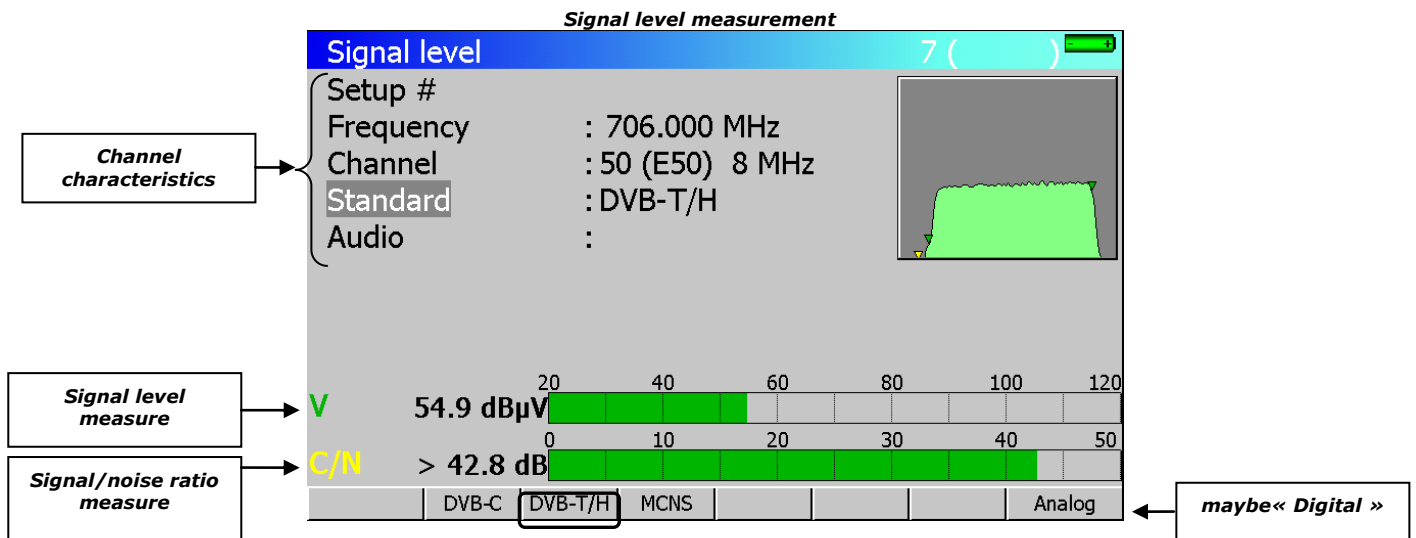 Signal level measurement
Signal level 7 ( )
- +
Setup #
Frequency : 706.000 MHz
Channel : 50 (E50) 8 MHz
Standard : DVB-T/H
Audio :
Channel
characteristics
20 40 60 80 100 120
V 54.9 dBµV
0 10 20 30 40 50
C/N > 42.8 dB
Signal level
measure
Signal/noise ratio
measure
DVB-C DVB-T/H MCNS Analog
maybe« Digital »